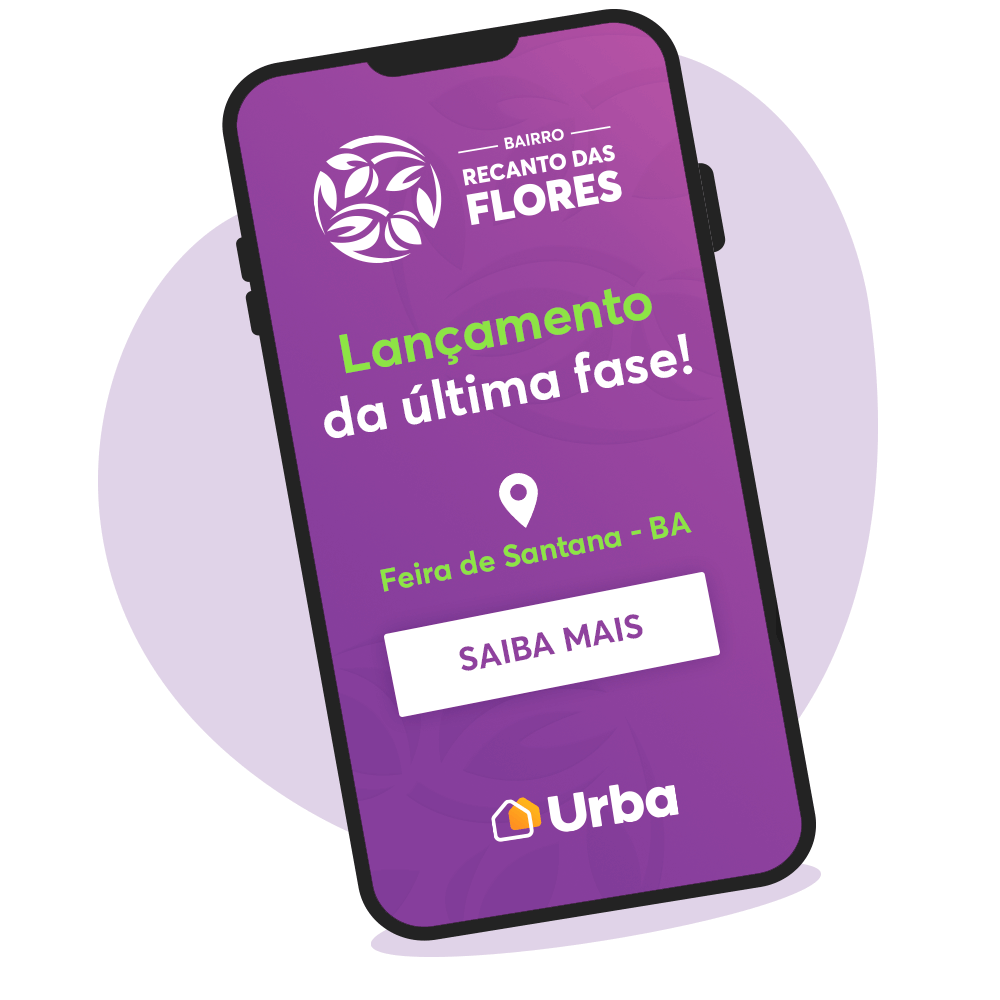 BAIRRO
RECANTO DAS
FLORES
Lançamento
da última fase!
Feira de Santana - BA
SAIBA MAIS
Urba